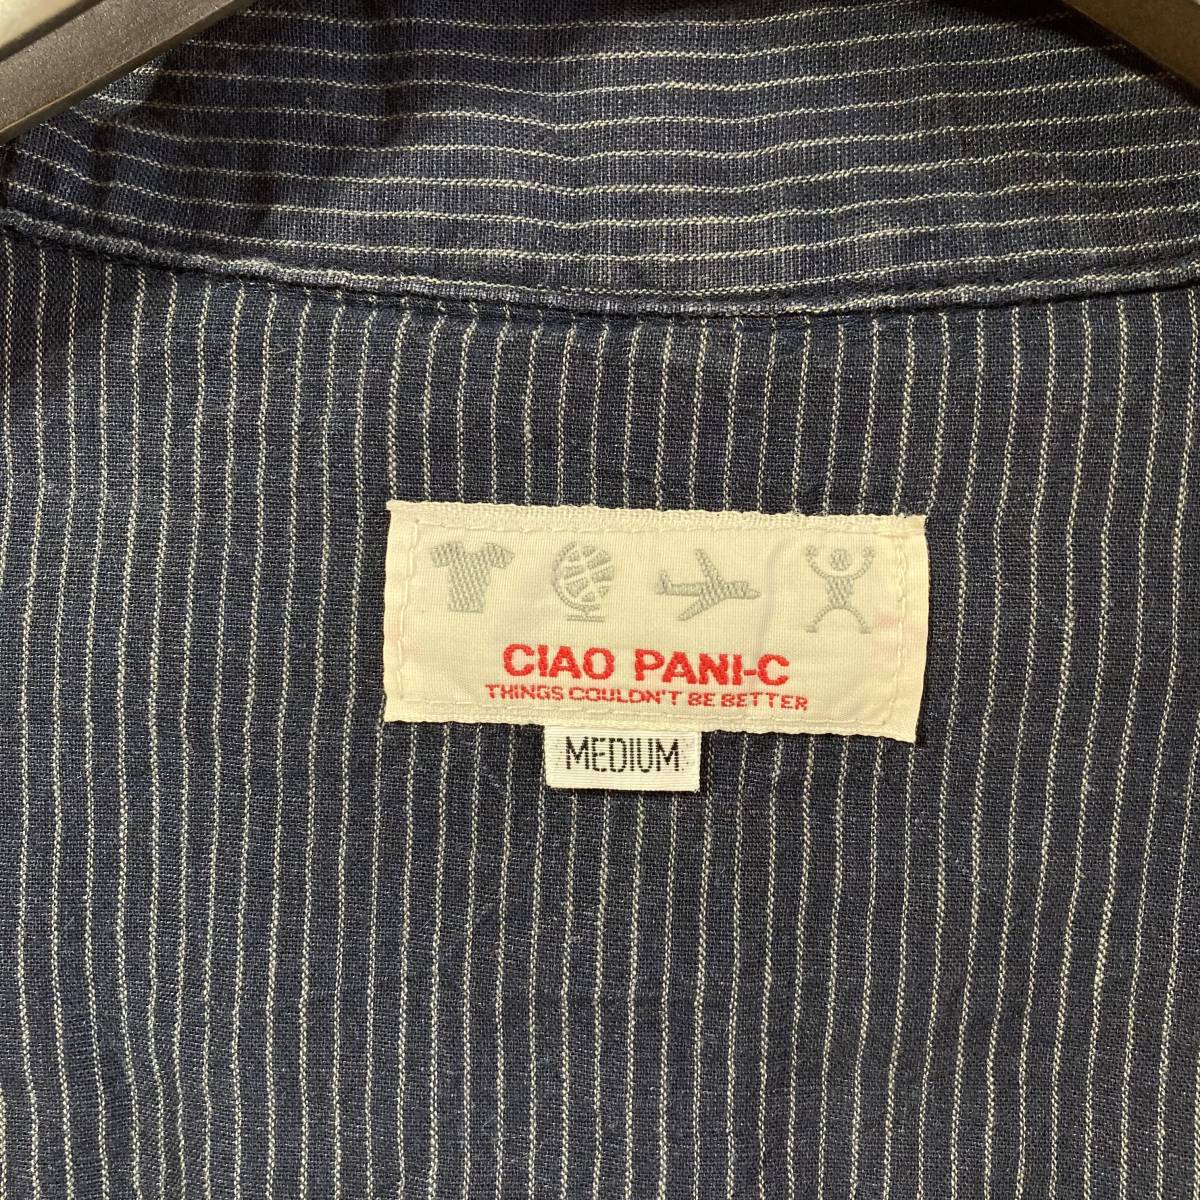 CIAO PANI-C
THINGS COULDN'T BE BETTER
MEDIUM